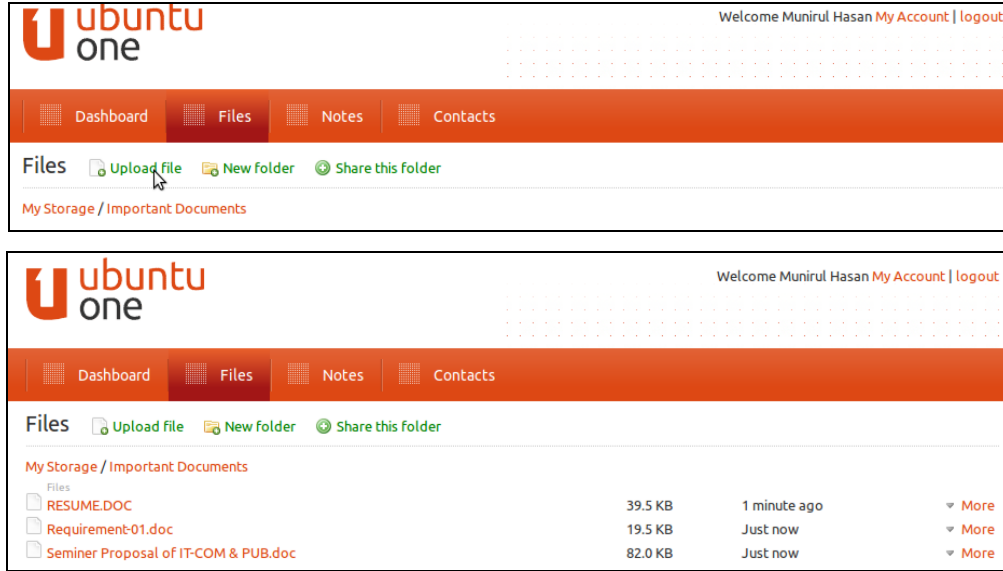 ubuntu
one
Welcome Munirul Hasan My Account | logout
Dashboard Files Notes Contacts
Files Upload file New folder Share this folder
My Storage / Important Documents
ubuntu
one
Welcome Munirul Hasan My Account | logout
Dashboard Files Notes Contacts
Files Upload file New folder Share this folder
My Storage / Important Documents
Files
RESUME.DOC 39.5 KB 1 minute ago More
Requirement-01.doc 19.5 KB Just now More
Seminer Proposal of IT-COM & PUB.doc 82.0 KB Just now More